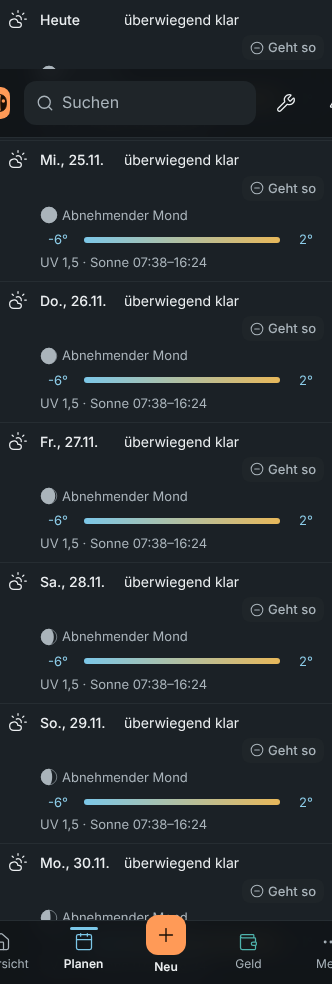 Heute überwiegend klar
Geht so
Suchen
Mi., 25.11. überwiegend klar
Geht so
Abnehmender Mond
-6° 2°
UV 1,5 · Sonne 07:38–16:24
Do., 26.11. überwiegend klar
Geht so
Abnehmender Mond
-6° 2°
UV 1,5 · Sonne 07:38–16:24
Fr., 27.11. überwiegend klar
Geht so
Abnehmender Mond
-6° 2°
UV 1,5 · Sonne 07:38–16:24
Sa., 28.11. überwiegend klar
Geht so
Abnehmender Mond
-6° 2°
UV 1,5 · Sonne 07:38–16:24
So., 29.11. überwiegend klar
Geht so
Abnehmender Mond
-6° 2°
UV 1,5 · Sonne 07:38–16:24
Mo., 30.11. überwiegend klar
Geht so
Abnehmender Mond
rsicht Planen Neu Geld Me